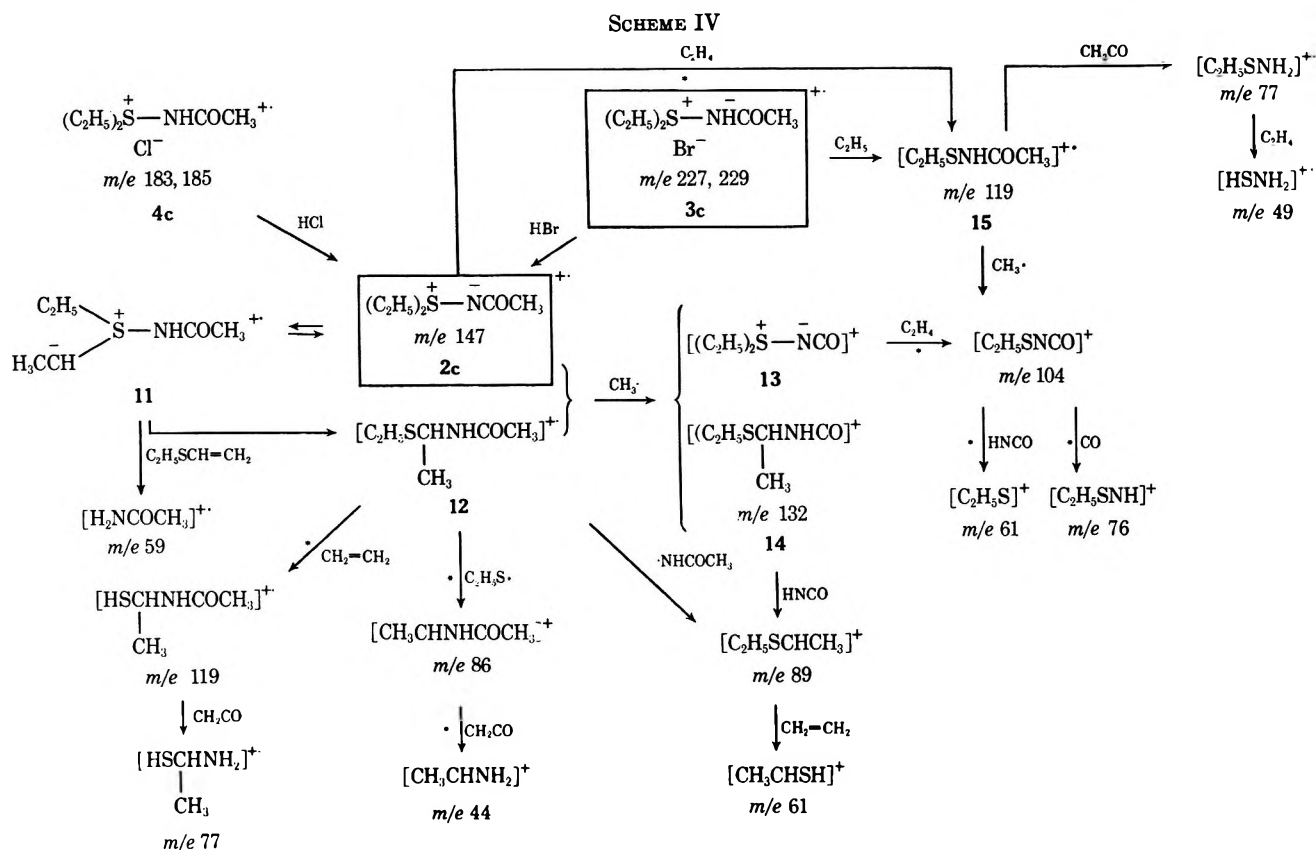 SCHEME IV
C₂H₄
CH₂CO
[C₂H₅SNH₂]⁺·
m/e 77
C₂H₄
[HSNH₂]⁺·
m/e 49
(C₂H₅)₂S⁺—NHCOCH₃⁺·
Cl⁻
m/e 183, 185
4c
HCl
(C₂H₅)₂S⁺—NHCOCH₃⁺·
Br⁻
m/e 227, 229
3c
HBr
C₂H₅
[C₂H₅SNHCOCH₃]⁺·
m/e 119
15
CH₃·
C₂H₅
S⁺—NHCOCH₃⁺·
H₃CCH⁻
11
(C₂H₅)₂S⁺—N⁻COCH₃⁺·
m/e 147
2c
CH₃·
[(C₂H₅)₂S⁺—N⁻CO]⁺
13
C₂H₄
[C₂H₅SNCO]⁺
m/e 104
C₂H₅SCH=CH₂
[C₂H₅SCHNHCOCH₃]⁺·
CH₃
12
[(C₂H₅SCHNHCO]⁺
CH₃
m/e 132
14
HNCO
CO
[C₂H₅S]⁺
m/e 61
[C₂H₅SNH]⁺
m/e 76
[H₂NCOCH₃]⁺·
m/e 59
CH₂=CH₂
C₂H₅S·
·NHCOCH₃
HNCO
[HSCHNHCOCH₃]⁺·
CH₃
m/e 119
[CH₃CHNHCOCH₃]⁺
m/e 86
[C₂H₅SCHCH₃]⁺
m/e 89
CH₂CO
CH₂CO
CH₂=CH₂
[HSCHNH₂]⁺·
CH₃
m/e 77
[CH₃CHNH₂]⁺
m/e 44
[CH₃CHSH]⁺
m/e 61